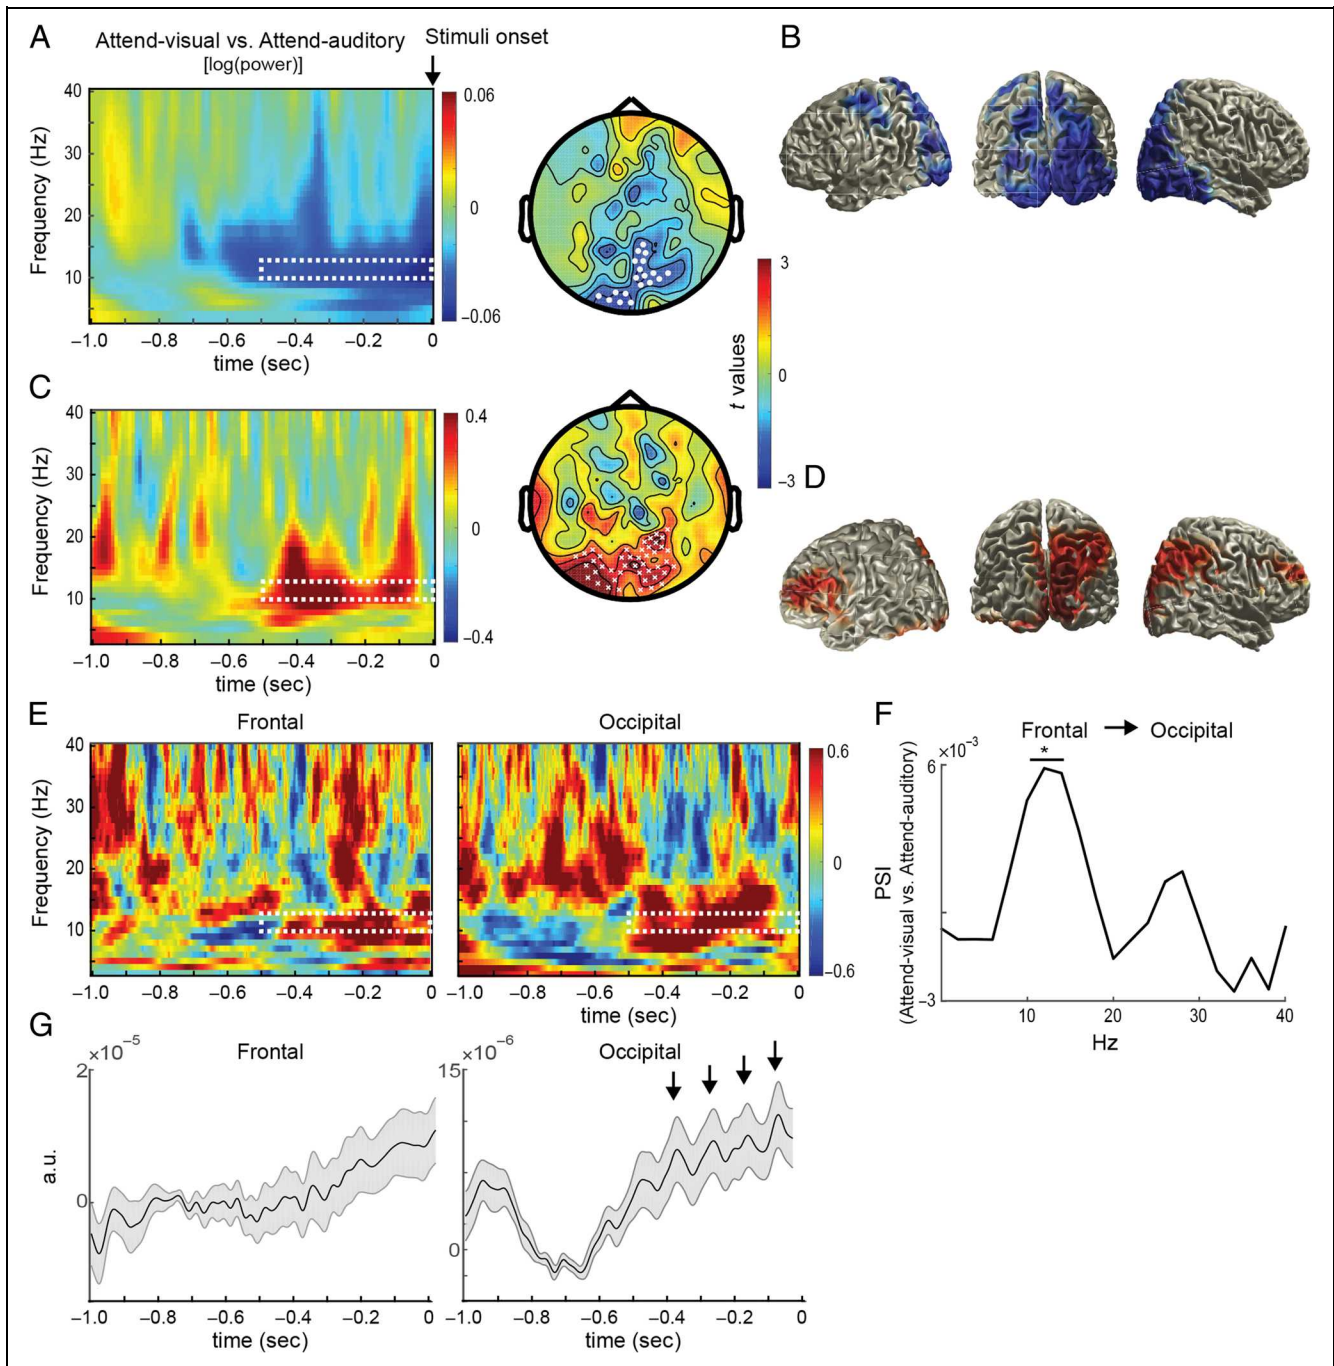 A
Attend-visual vs. Attend-auditory
[log(power)]
Stimuli onset
B
Frequency (Hz)
40
30
20
10
−1.0 −0.8 −0.6 −0.4 −0.2 0
time (sec)
0.06
0
−0.06
t values
3
0
−3
C
Frequency (Hz)
40
30
20
10
−1.0 −0.8 −0.6 −0.4 −0.2 0
time (sec)
0.4
0
−0.4
D
E
Frontal
Frequency (Hz)
40
30
20
10
−1.0 −0.8 −0.6 −0.4 −0.2 0
time (sec)
Occipital
−1.0 −0.8 −0.6 −0.4 −0.2 0
time (sec)
0.6
0
−0.6
F
Frontal → Occipital
*
PSI
(Attend-visual vs. Attend-auditory)
×10⁻³
6
−3
10 20 30 40
Hz
G
Frontal
×10⁻⁵
2
0
a.u.
−1.0 −0.8 −0.6 −0.4 −0.2 0
time (sec)
Occipital
×10⁻⁶
15
0
−1.0 −0.8 −0.6 −0.4 −0.2 0
time (sec)